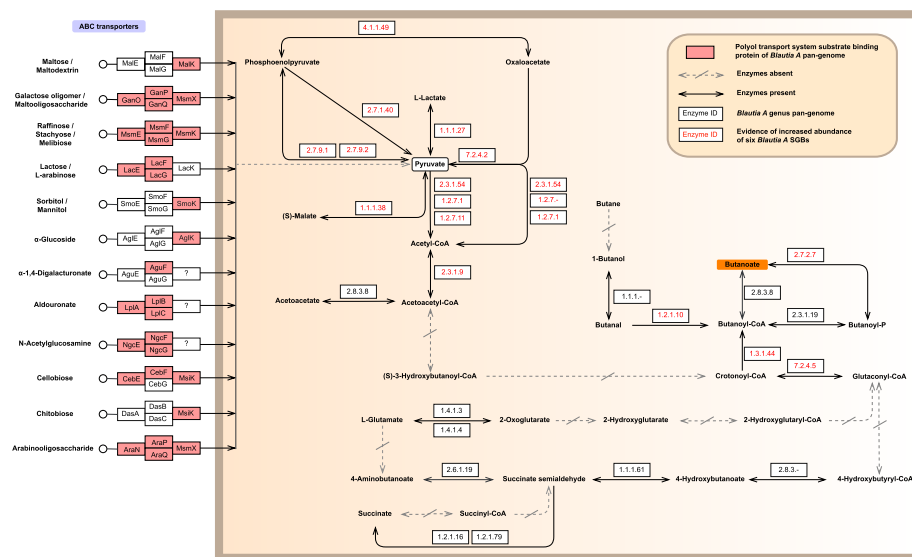 ABC transporters
Maltose /
Maltodextrin
MalE
MalF
MalG
MalK
Galactose oligomer /
Maltooligosaccharide
GanO
GanP
GanQ
MsmX
Raffinose /
Stachyose /
Melibiose
MsmE
MsmF
MsmG
MsmK
Lactose /
L-arabinose
LacE
LacF
LacG
LacK
Sorbitol /
Mannitol
SmoE
SmoF
SmoG
SmoK
α-Glucoside
AglE
AglF
AglG
AglK
α-1,4-Digalacturonate
AguE
AguF
AguG
?
Aldouronate
LplA
LplB
LplC
?
N-Acetylglucosamine
NgcE
NgcF
NgcG
?
Cellobiose
CebE
CebF
CebG
MsiK
Chitobiose
DasA
DasB
DasC
MsiK
Arabinooligosaccharide
AraN
AraP
AraQ
MsmX
4.1.1.49
Phosphoenolpyruvate
Oxaloacetate
2.7.1.40
L-Lactate
1.1.1.27
2.7.9.1
2.7.9.2
7.2.4.2
Pyruvate
2.3.1.54
1.2.7.1
1.2.7.11
2.3.1.54
1.2.7.-
1.2.7.1
1.1.1.38
(S)-Malate
Acetyl-CoA
2.3.1.9
Acetoacetate
2.8.3.8
Acetoacetyl-CoA
Butane
1-Butanol
1.1.1.-
Butanal
1.2.1.10
Butanoate
2.7.2.7
2.8.3.8
Butanoyl-CoA
2.3.1.19
Butanoyl-P
1.3.1.44
7.2.4.5
(S)-3-Hydroxybutanoyl-CoA
Crotonoyl-CoA
Glutaconyl-CoA
L-Glutamate
1.4.1.3
1.4.1.4
2-Oxoglutarate
2-Hydroxyglutarate
2-Hydroxyglutaryl-CoA
4-Aminobutanoate
2.6.1.19
Succinate semialdehyde
1.1.1.61
4-Hydroxybutanoate
2.8.3.-
4-Hydroxybutyryl-CoA
Succinate
Succinyl-CoA
1.2.1.16
1.2.1.79
Polyol transport system substrate binding
protein of Blautia A pan-genome
Enzymes absent
Enzymes present
Enzyme ID
Blautia A genus pan-genome
Enzyme ID
Evidence of increased abundance
of six Blautia A SGBs